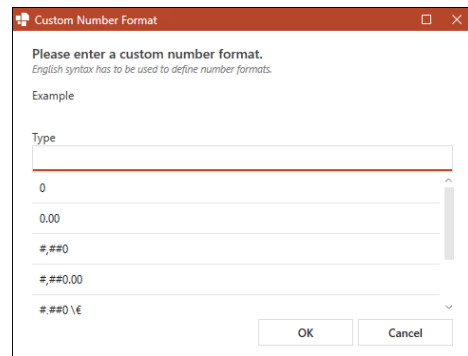 Custom Number Format
Please enter a custom number format.
English syntax has to be used to define number formats.
Example
Type
0
0.00
#,##0
#,##0.00
#.##0 \€
OK
Cancel